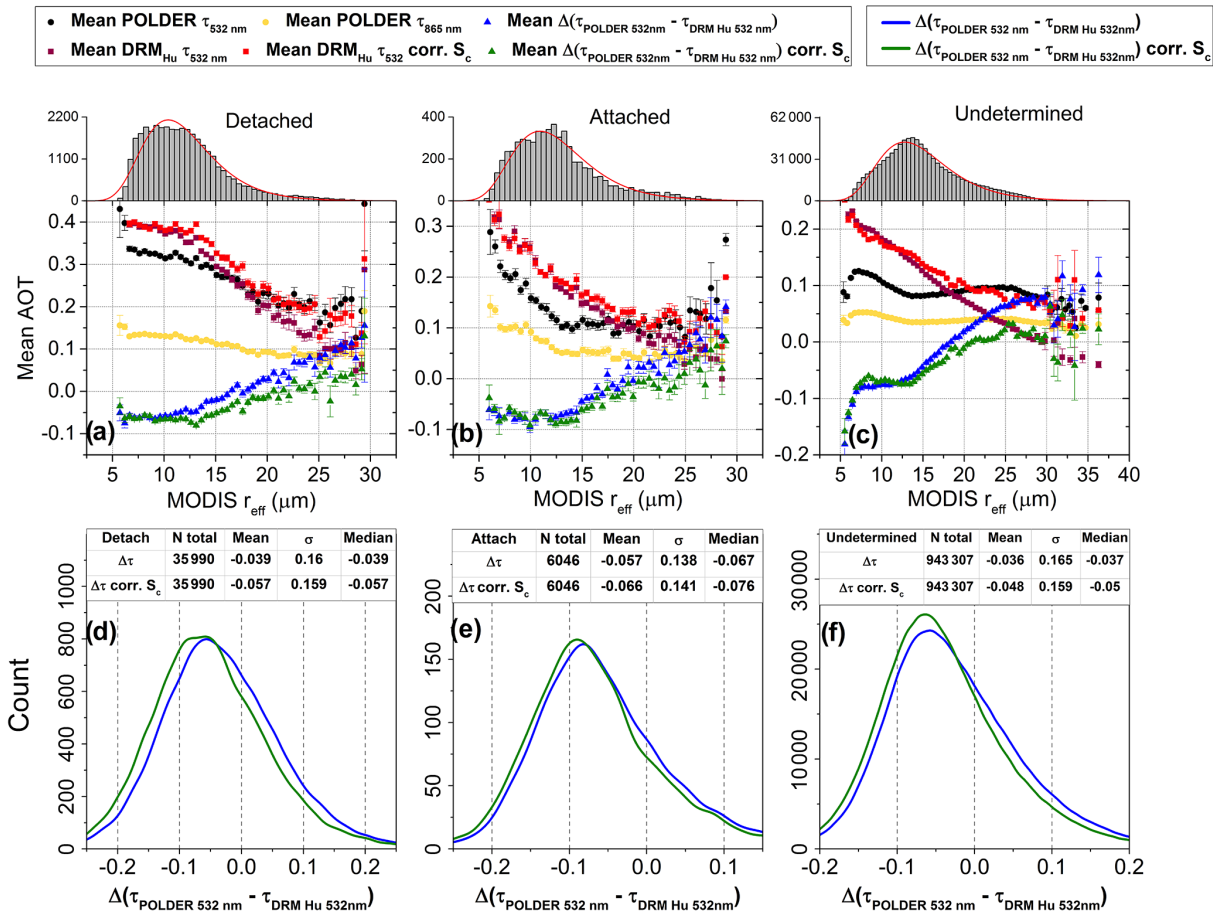 Mean POLDER τ532 nm Mean POLDER τ865 nm Mean Δ(τPOLDER 532nm - τDRM Hu 532nm)
Mean DRMHu τ532 nm Mean DRMHu τ532 corr. Sc Mean Δ(τPOLDER 532nm - τDRM Hu 532nm) corr. Sc
Δ(τPOLDER 532nm - τDRM Hu 532nm)
Δ(τPOLDER 532 nm - τDRM Hu 532nm) corr. Sc
Detached
2200
1100
0
Attached
400
200
0
Undetermined
62 000
31 000
0
Mean AOT
0.4
0.3
0.2
0.1
0.0
-0.1
(a)
5 10 15 20 25 30
MODIS reff (μm)
0.3
0.2
0.1
0.0
-0.1
(b)
5 10 15 20 25 30
MODIS reff (μm)
0.2
0.1
0.0
-0.1
-0.2
(c)
5 10 15 20 25 30 35 40
MODIS reff (μm)
Count
Detach N total Mean σ Median
Δτ 35 990 -0.039 0.16 -0.039
Δτ corr. Sc 35 990 -0.057 0.159 -0.057
(d)
1000
800
600
400
200
0
-0.2 -0.1 0.0 0.1 0.2
Δ(τPOLDER 532 nm - τDRM Hu 532nm)
Attach N total Mean σ Median
Δτ 6046 -0.057 0.138 -0.067
Δτ corr. Sc 6046 -0.066 0.141 -0.076
(e)
200
150
100
50
0
-0.2 -0.1 0.0 0.1
Δ(τPOLDER 532 nm - τDRM Hu 532nm)
Undetermined N total Mean σ Median
Δτ 943 307 -0.036 0.165 -0.037
Δτ corr. Sc 943 307 -0.048 0.159 -0.05
(f)
30 000
20 000
10 000
0
-0.2 -0.1 0.0 0.1 0.2
Δ(τPOLDER 532 nm - τDRM Hu 532nm)